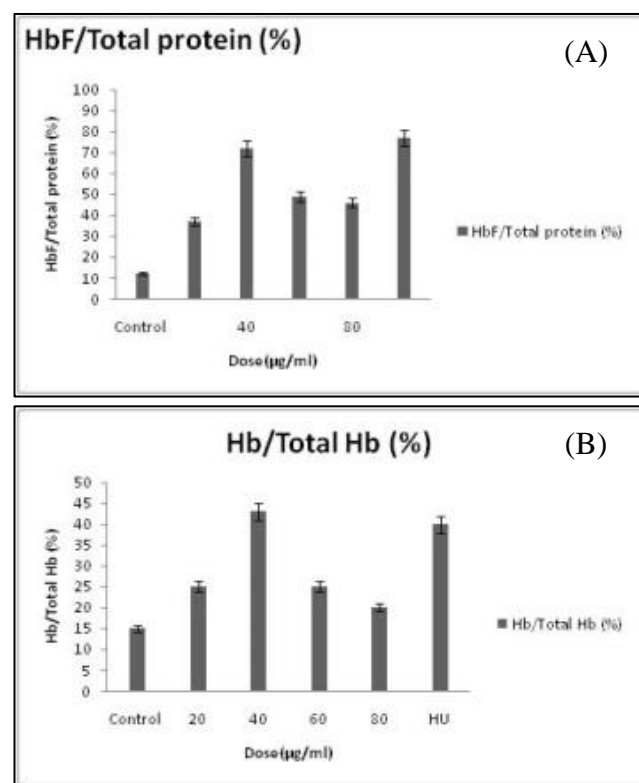 HbF/Total protein (%)
(A)
HbF/Total protein (%)
100
90
80
70
60
50
40
30
20
10
0
Control 40 80
Dose(µg/ml)
HbF/Total protein (%)
Hb/Total Hb (%)
(B)
Hb/Total Hb (%)
50
45
40
35
30
25
20
15
10
5
0
Control 20 40 60 80 HU
Dose(µg/ml)
Hb/Total Hb (%)